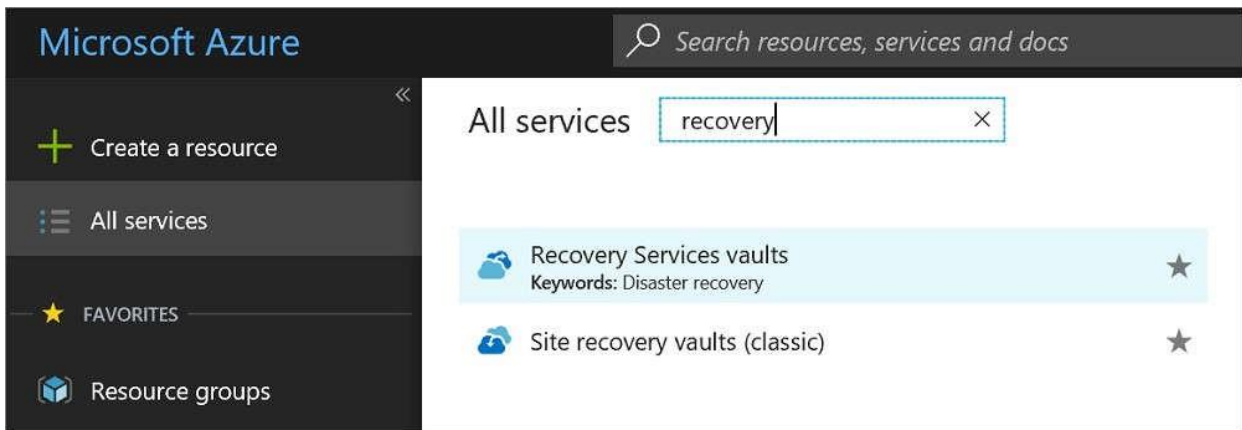 Microsoft Azure
Search resources, services and docs
Create a resource
All services
FAVORITES
Resource groups
All services
recovery
Recovery Services vaults
Keywords: Disaster recovery
Site recovery vaults (classic)